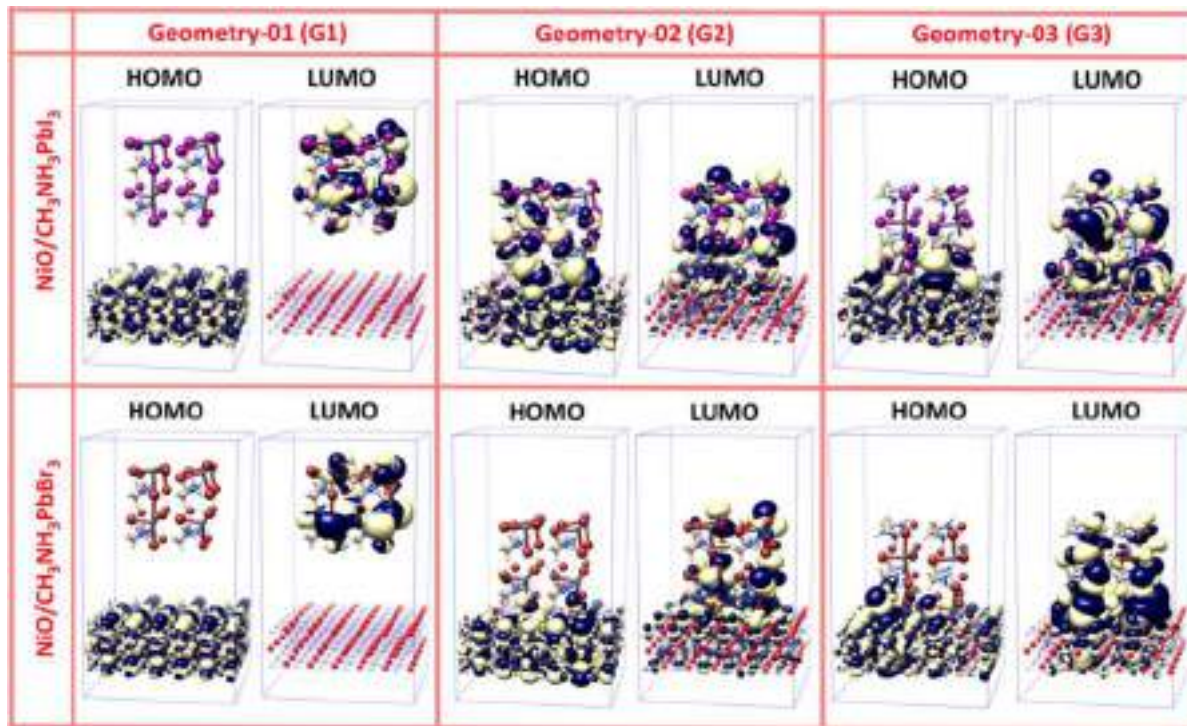 Geometry-01 (G1) Geometry-02 (G2) Geometry-03 (G3)
NiO/CH₃NH₃PbI₃
HOMO LUMO HOMO LUMO HOMO LUMO
NiO/CH₃NH₃PbBr₃
HOMO LUMO HOMO LUMO HOMO LUMO